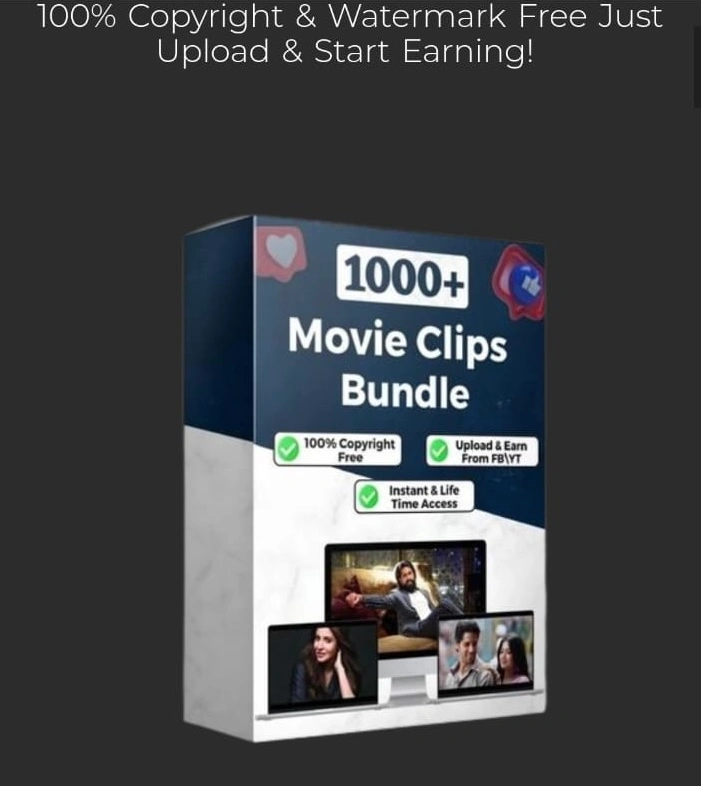 100% Copyright & Watermark Free Just
Upload & Start Earning!
1000+
Movie Clips
Bundle
100% Copyright
Free
Upload & Earn
From FB\YT
Instant & Life
Time Access